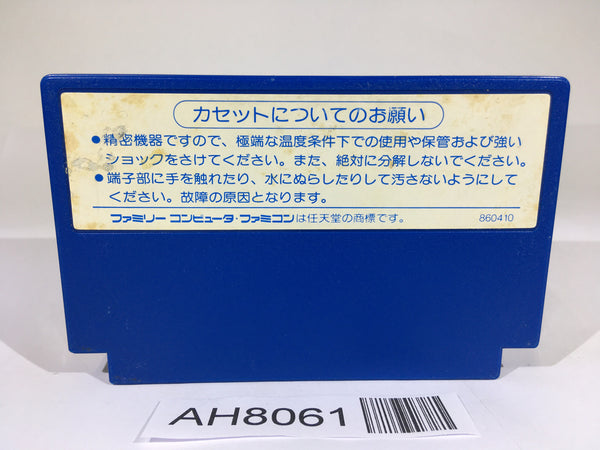 カセットについてのお願い
●精密機器ですので、極端な温度条件下での使用や保管および強い
ショックをさけてください。また、絶対に分解しないでください。
●端子部に手を触れたり、水にぬらしたりして汚さないようにして
ください。故障の原因となります。
ファミリー コンピュータ・ファミコンは任天堂の商標です。 860410
AH8061